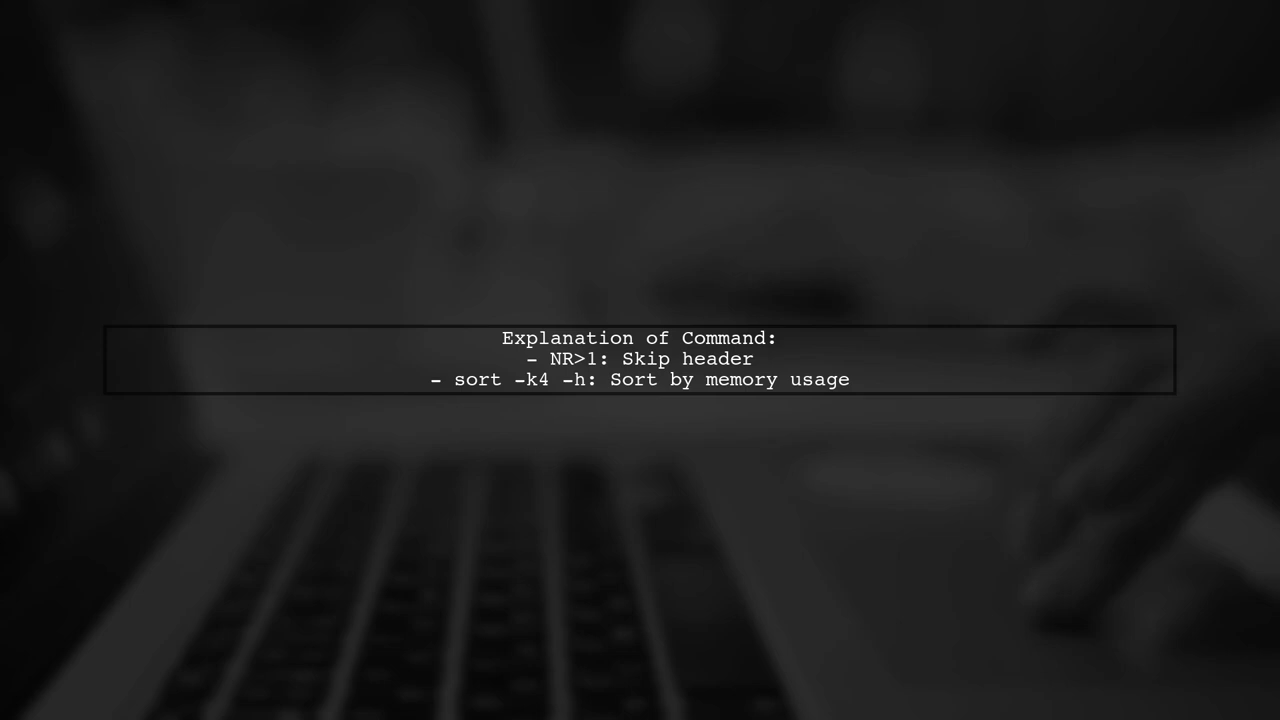 Explanation of Command:
- NR>1: Skip header
- sort -k4 -h: Sort by memory usage